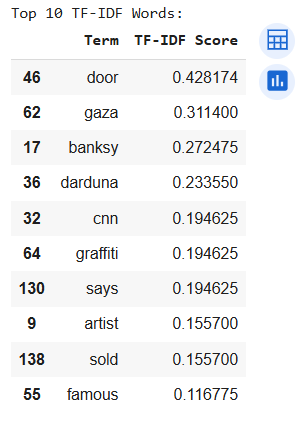 Top 10 TF-IDF Words:
Term TF-IDF Score
46 door 0.428174
62 gaza 0.311400
17 banksy 0.272475
36 darduna 0.233550
32 cnn 0.194625
64 graffiti 0.194625
130 says 0.194625
9 artist 0.155700
138 sold 0.155700
55 famous 0.116775